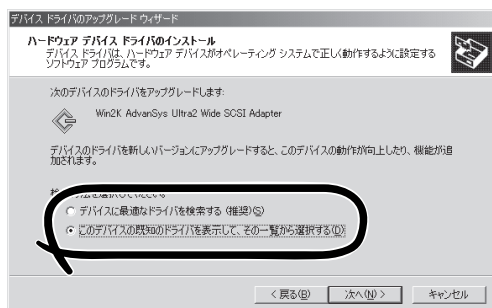 デバイス ドライバのアップグレード ウィザード
ハードウェア デバイス ドライバのインストール
デバイス ドライバは、ハードウェア デバイスがオペレーティング システムで正しく動作するように設定する
ソフトウェア プログラムです。
次のデバイスのドライバをアップグレードします:
Win2K AdvanSys Ultra2 Wide SCSI Adapter
デバイスのドライバを新しいバージョンにアップグレードすると、このデバイスの動作が向上したり、機能が追
加されます。
デバイスに最適なドライバを検索する (推奨)(S)
このデバイスの既知のドライバを表示して、その一覧から選択する(D)
< 戻る(B)
次へ(N) >
キャンセル